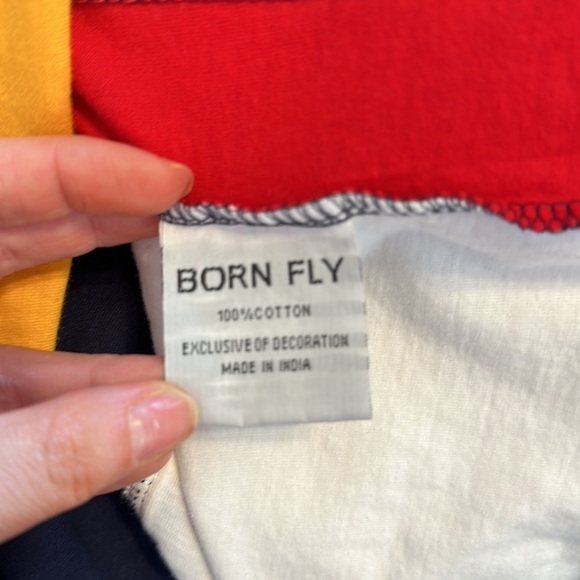 BORN FLY
100%COTTON
EXCLUSIVE OF DECORATION
MADE IN INDIA